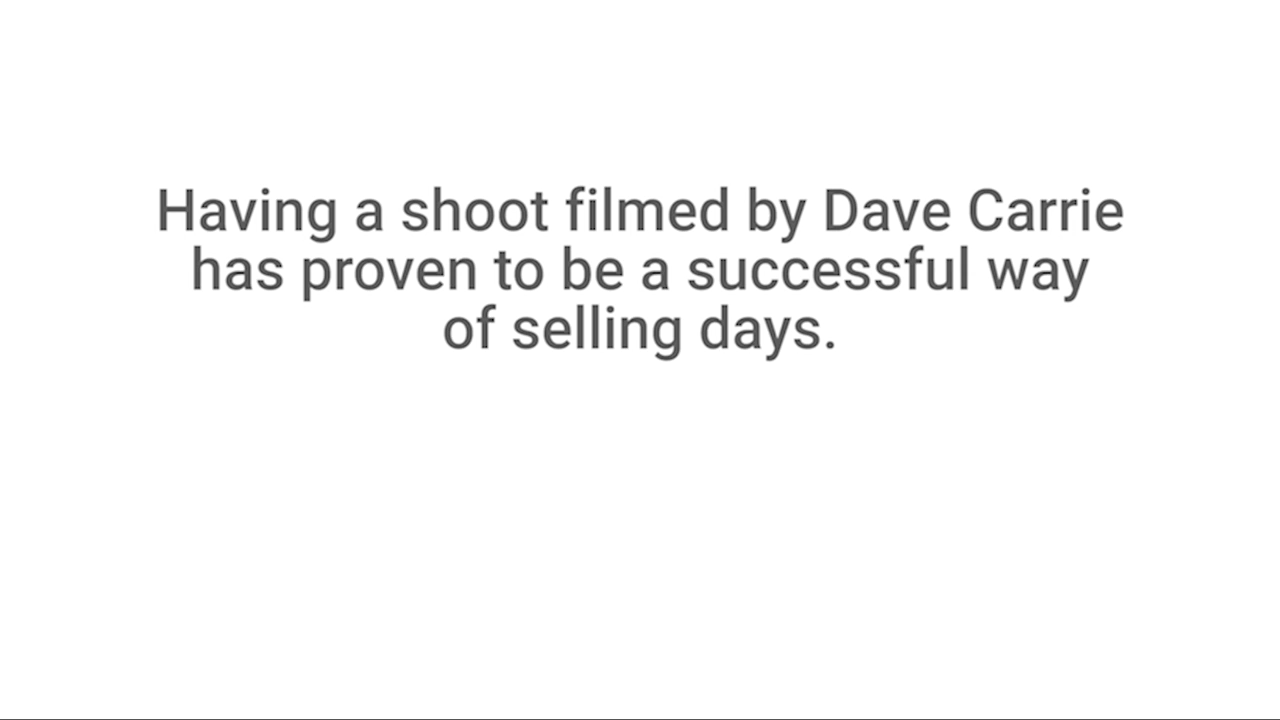 Having a shoot filmed by Dave Carrie
has proven to be a successful way
of selling days.